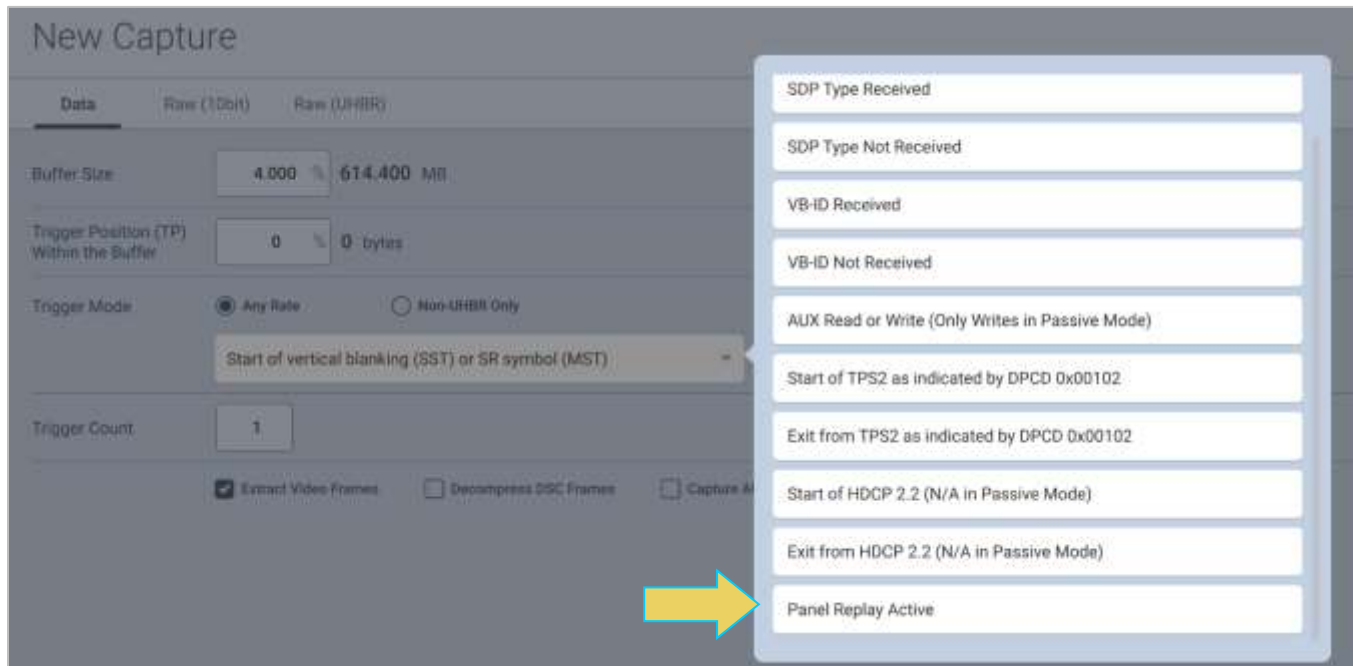 New Capture
Data Raw (10bit) Raw (UHBR)
Buffer Size 4.000 % 614.400 MB
Trigger Position (TP)
Within the Buffer
0 % 0 bytes
Trigger Mode Any Rate Non-UHBR Only
Start of vertical blanking (SST) or SR symbol (MST)
Trigger Count 1
Extract Video Frames Decompress DSC Frames Capture
SDP Type Received
SDP Type Not Received
VB-ID Received
VB-ID Not Received
AUX Read or Write (Only Writes in Passive Mode)
Start of TPS2 as indicated by DPCD 0x00102
Exit from TPS2 as indicated by DPCD 0x00102
Start of HDCP 2.2 (N/A in Passive Mode)
Exit from HDCP 2.2 (N/A in Passive Mode)
Panel Replay Active